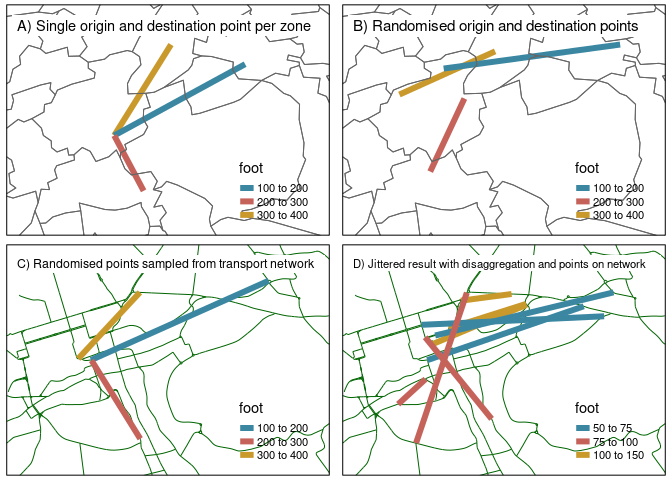 A) Single origin and destination point per zone
foot
100 to 200
200 to 300
300 to 400
B) Randomised origin and destination points
foot
100 to 200
200 to 300
300 to 400
C) Randomised points sampled from transport network
foot
100 to 200
200 to 300
300 to 400
D) Jittered result with disaggregation and points on network
foot
50 to 75
75 to 100
100 to 150